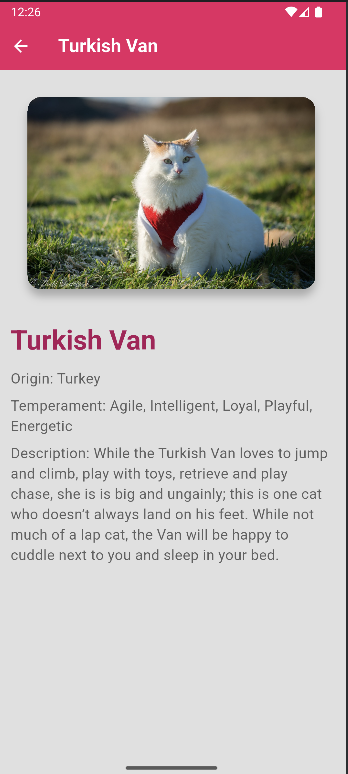 12:26
Turkish Van
Turkish Van
Origin: Turkey
Temperament: Agile, Intelligent, Loyal, Playful,
Energetic
Description: While the Turkish Van loves to jump
and climb, play with toys, retrieve and play
chase, she is is big and ungainly; this is one cat
who doesn’t always land on his feet. While not
much of a lap cat, the Van will be happy to
cuddle next to you and sleep in your bed.